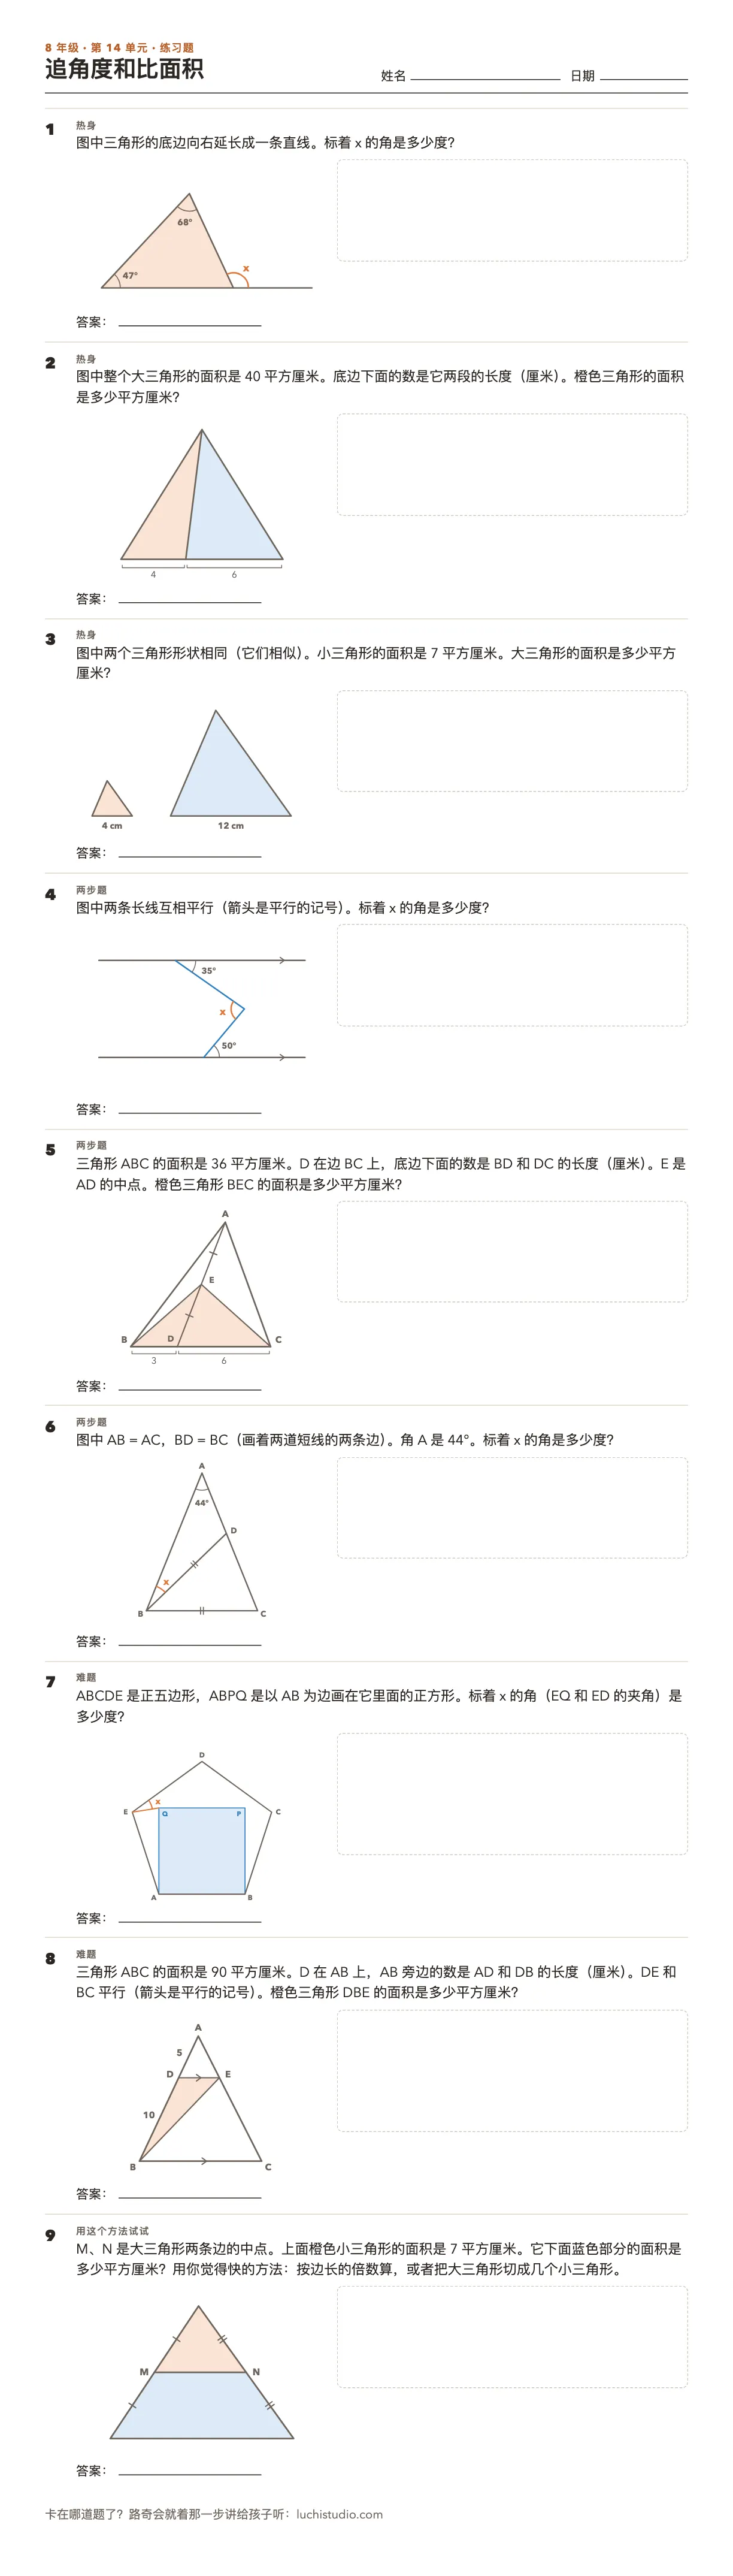 8 年级·第 14 单元·练习题
追角度和比面积
姓名
日期
1
热身
图中三角形的底边向右延长成一条直线。标着 x 的角是多少度？
68°
47°
x
答案：
2
热身
图中整个大三角形的面积是 40 平方厘米。底边下面的数是它两段的长度（厘米）。橙色三角形的面积
是多少平方厘米？
4
6
答案：
3
热身
图中两个三角形形状相同（它们相似）。小三角形的面积是 7 平方厘米。大三角形的面积是多少平方
厘米？
4 cm
12 cm
答案：
4
两步题
图中两条长线互相平行（箭头是平行的记号）。标着 x 的角是多少度？
35°
x
50°
答案：
5
两步题
三角形 ABC 的面积是 36 平方厘米。D 在边 BC 上，底边下面的数是 BD 和 DC 的长度（厘米）。E 是
AD 的中点。橙色三角形 BEC 的面积是多少平方厘米？
A
E
B
D
C
3
6
答案：
6
两步题
图中 AB = AC，BD = BC（画着两道短线的两条边）。角 A 是 44°。标着 x 的角是多少度？
A
44°
D
x
B
C
答案：
7
难题
ABCDE 是正五边形，ABPQ 是以 AB 为边画在它里面的正方形。标着 x 的角（EQ 和 ED 的夹角）是
多少度？
D
x
E
Q
P
C
A
B
答案：
8
难题
三角形 ABC 的面积是 90 平方厘米。D 在 AB 上，AB 旁边的数是 AD 和 DB 的长度（厘米）。DE 和
BC 平行（箭头是平行的记号）。橙色三角形 DBE 的面积是多少平方厘米？
A
5
D
E
10
B
C
答案：
9
用这个方法试试
M、N 是大三角形两条边的中点。上面橙色小三角形的面积是 7 平方厘米。它下面蓝色部分的面积是
多少平方厘米？用你觉得快的方法：按边长的倍数算，或者把大三角形切成几个小三角形。
M
N
答案：
卡在哪道题了？路奇会就着那一步讲给孩子听：luchistudio.com